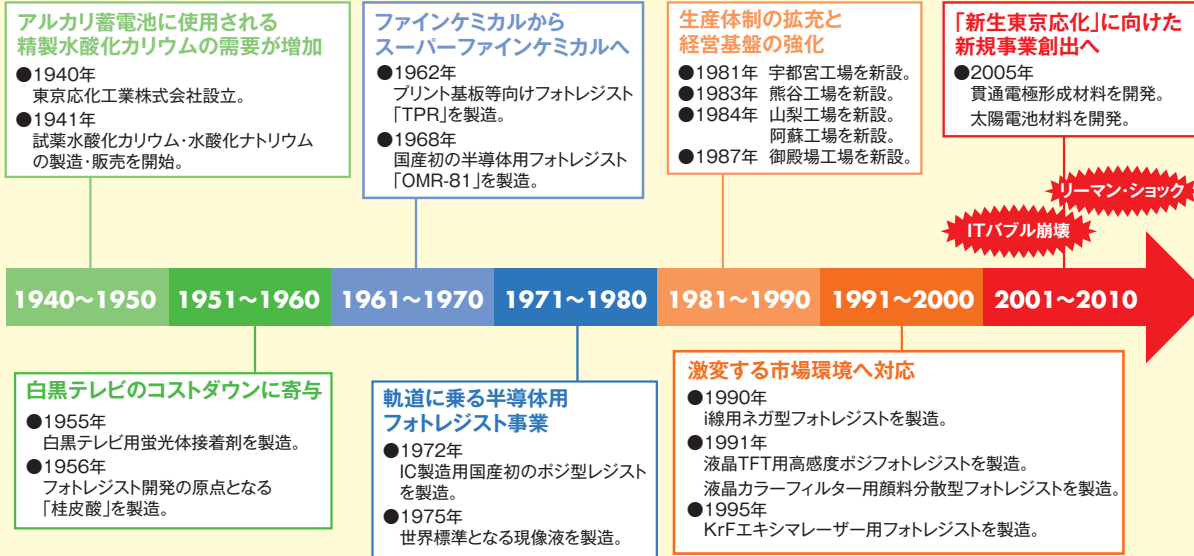 アルカリ蓄電池に使用される
精製水酸化カリウムの需要が増加
●1940年
東京応化工業株式会社設立。
●1941年
試薬水酸化カリウム・水酸化ナトリウム
の製造・販売を開始。
ファインケミカルから
スーパーファインケミカルへ
●1962年
プリント基板等向けフォトレジスト
「TPR」を製造。
●1968年
国産初の半導体用フォトレジスト
「OMR-81」を製造。
生産体制の拡充と
経営基盤の強化
●1981年 宇都宮工場を新設。
●1983年 熊谷工場を新設。
●1984年 山梨工場を新設。
阿蘇工場を新設。
●1987年 御殿場工場を新設。
「新生東京応化」に向けた
新規事業創出へ
●2005年
貫通電極形成材料を開発。
太陽電池材料を開発。
リーマン・ショック
ITバブル崩壊
1940〜1950 1951〜1960 1961〜1970 1971〜1980 1981〜1990 1991〜2000 2001〜2010
白黒テレビのコストダウンに寄与
●1955年
白黒テレビ用蛍光体接着剤を製造。
●1956年
フォトレジスト開発の原点となる
「桂皮酸」を製造。
軌道に乗る半導体用
フォトレジスト事業
●1972年
IC製造用国産初のポジ型レジスト
を製造。
●1975年
世界標準となる現像液を製造。
激変する市場環境へ対応
●1990年
i線用ネガ型フォトレジストを製造。
●1991年
液晶TFT用高感度ポジフォトレジストを製造。
液晶カラーフィルター用顔料分散型フォトレジストを製造。
●1995年
KrFエキシマレーザー用フォトレジストを製造。